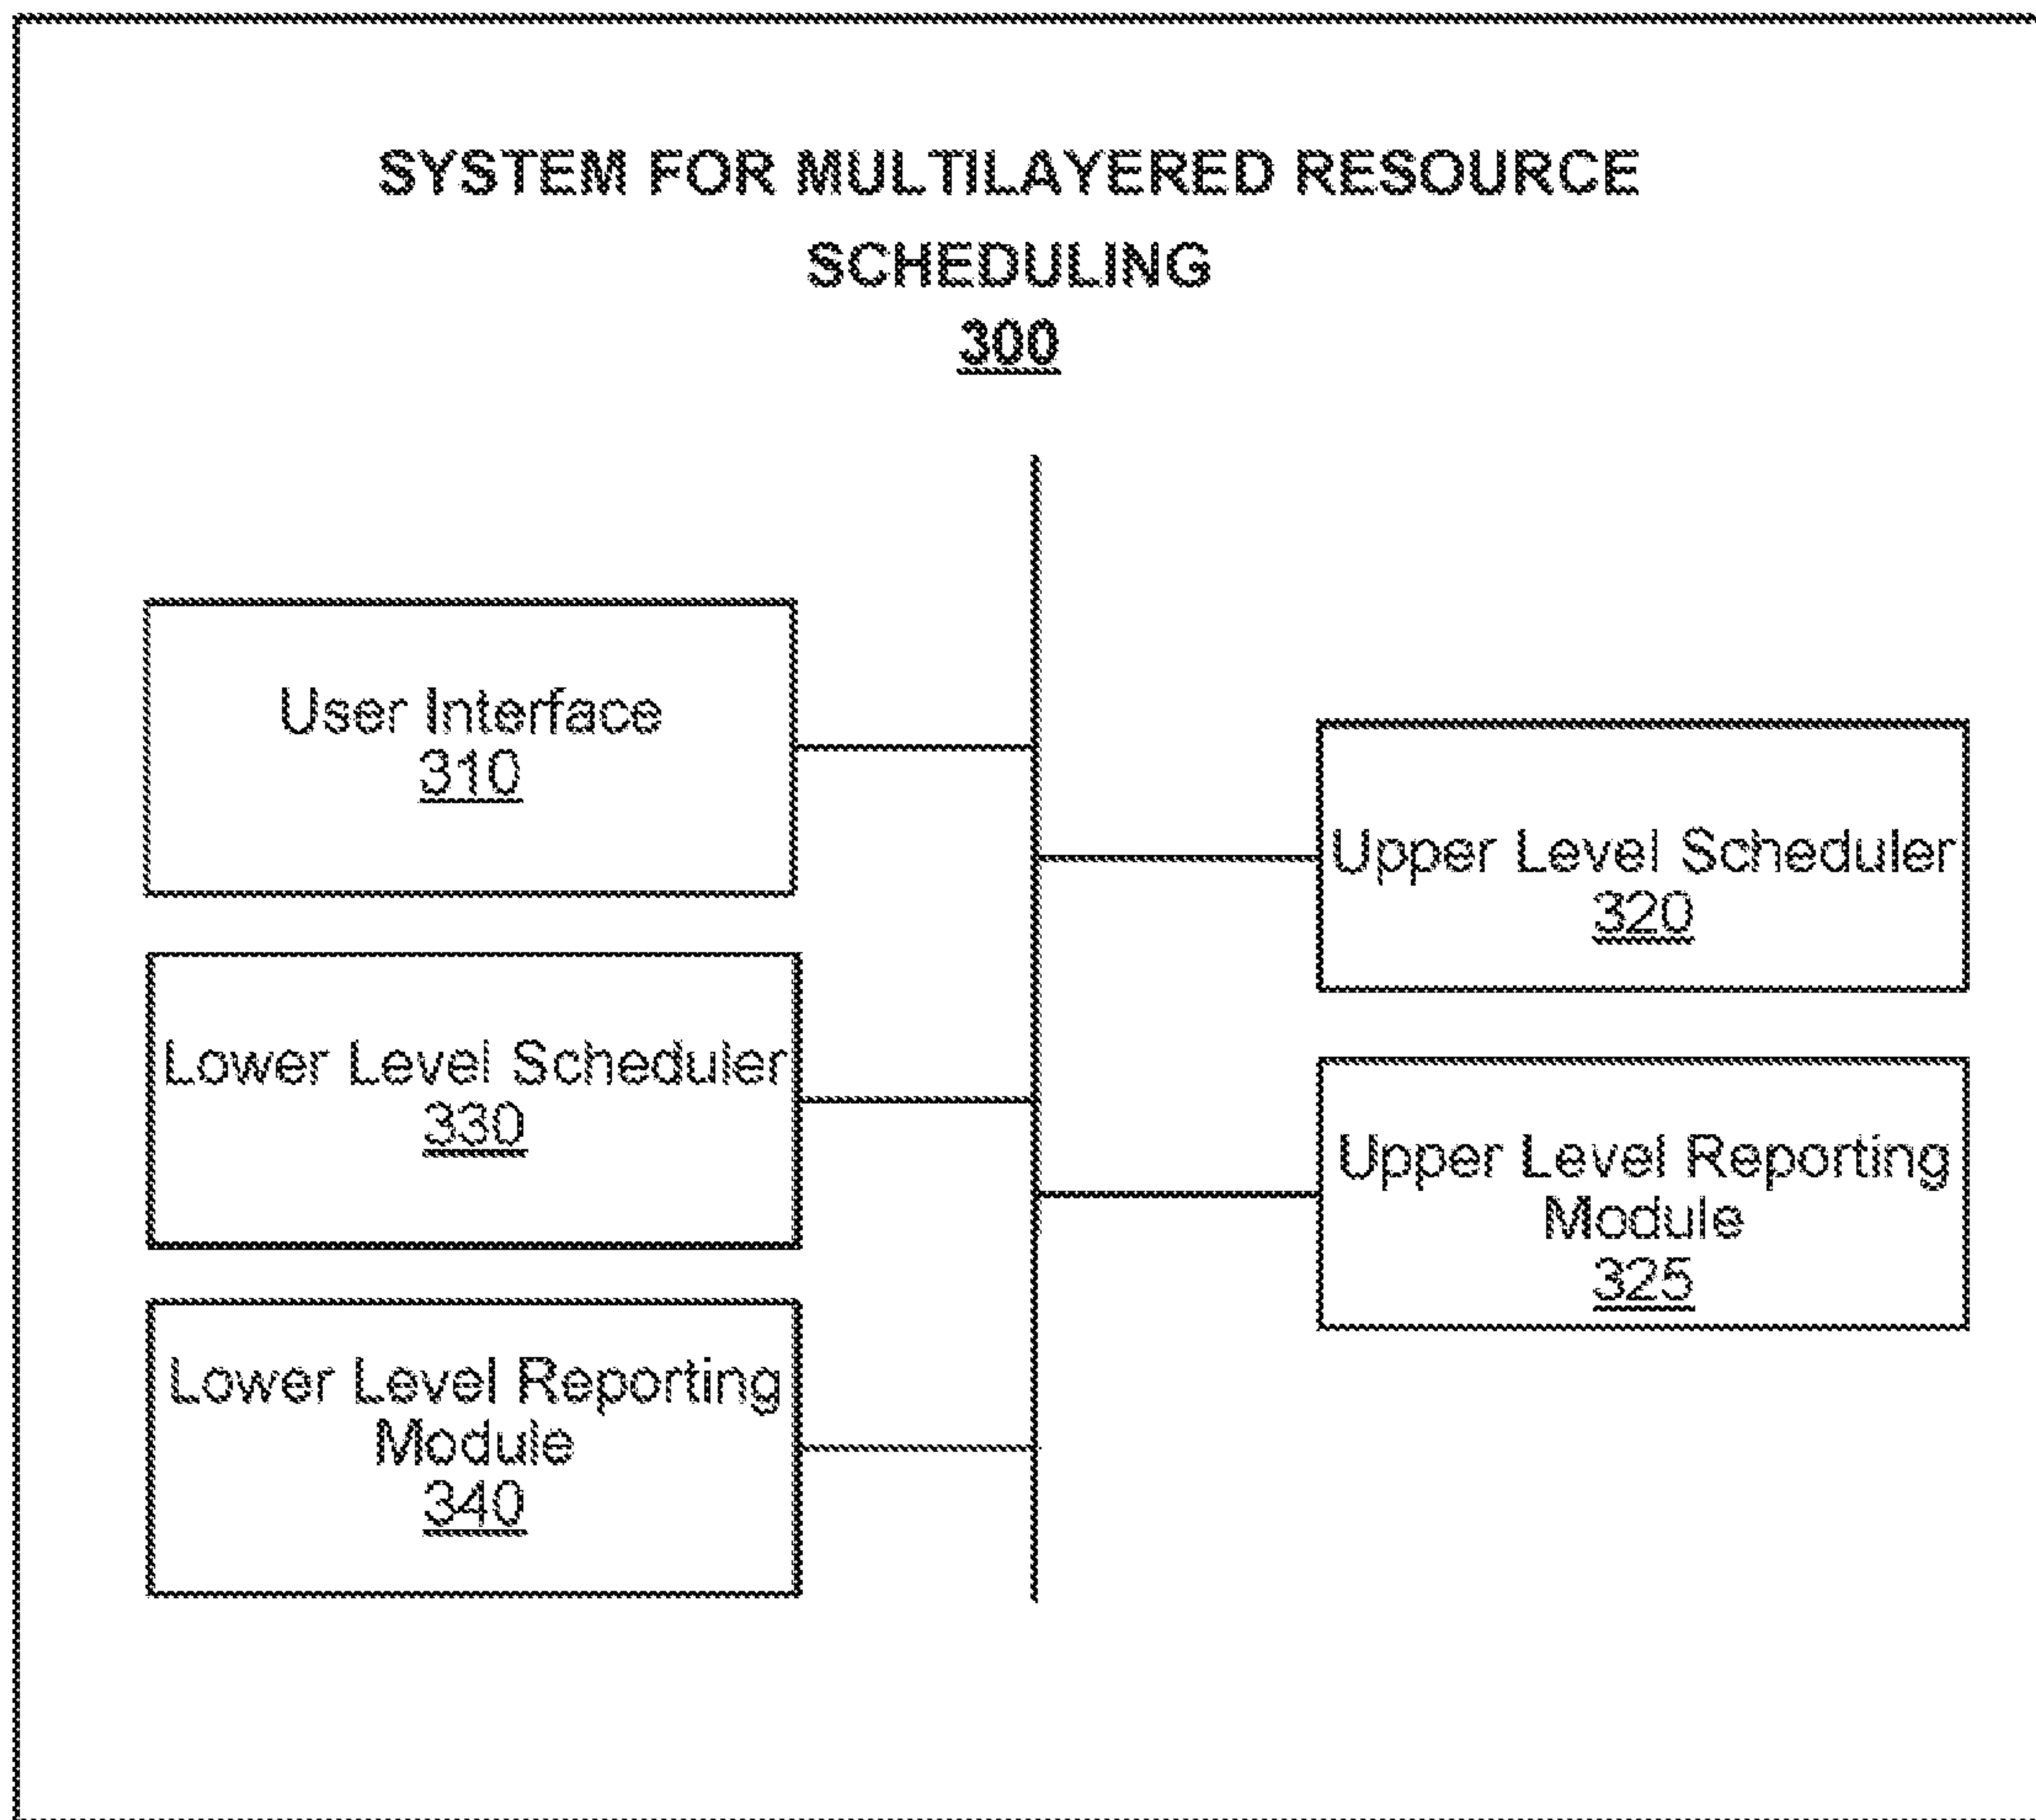 SYSTEM FOR MULTILAYERED RESOURCE
SCHEDULING
300
User Interface
310
Upper Level Scheduler
320
Lower Level Scheduler
330
Upper Level Reporting
Module
325
Lower Level Reporting
Module
340